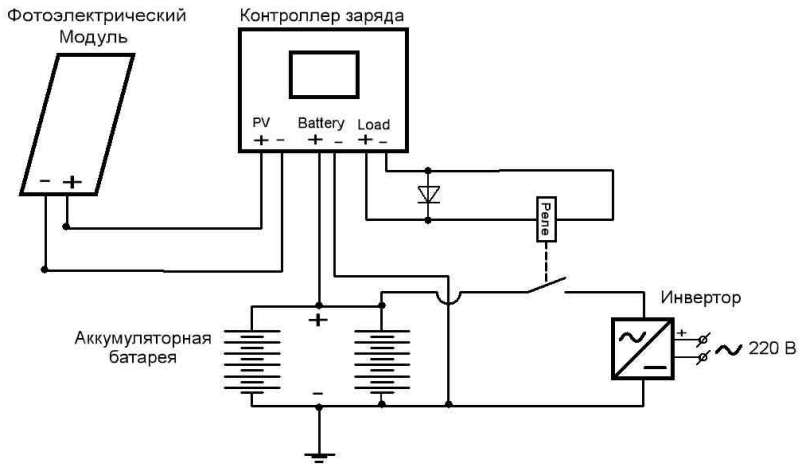 Фотоэлектрический
Модуль
Контроллер заряда
PV Battery Load
+ - + - + -
- +
Реле
Инвертор
Аккумуляторная
батарея
+
-
+
220 В